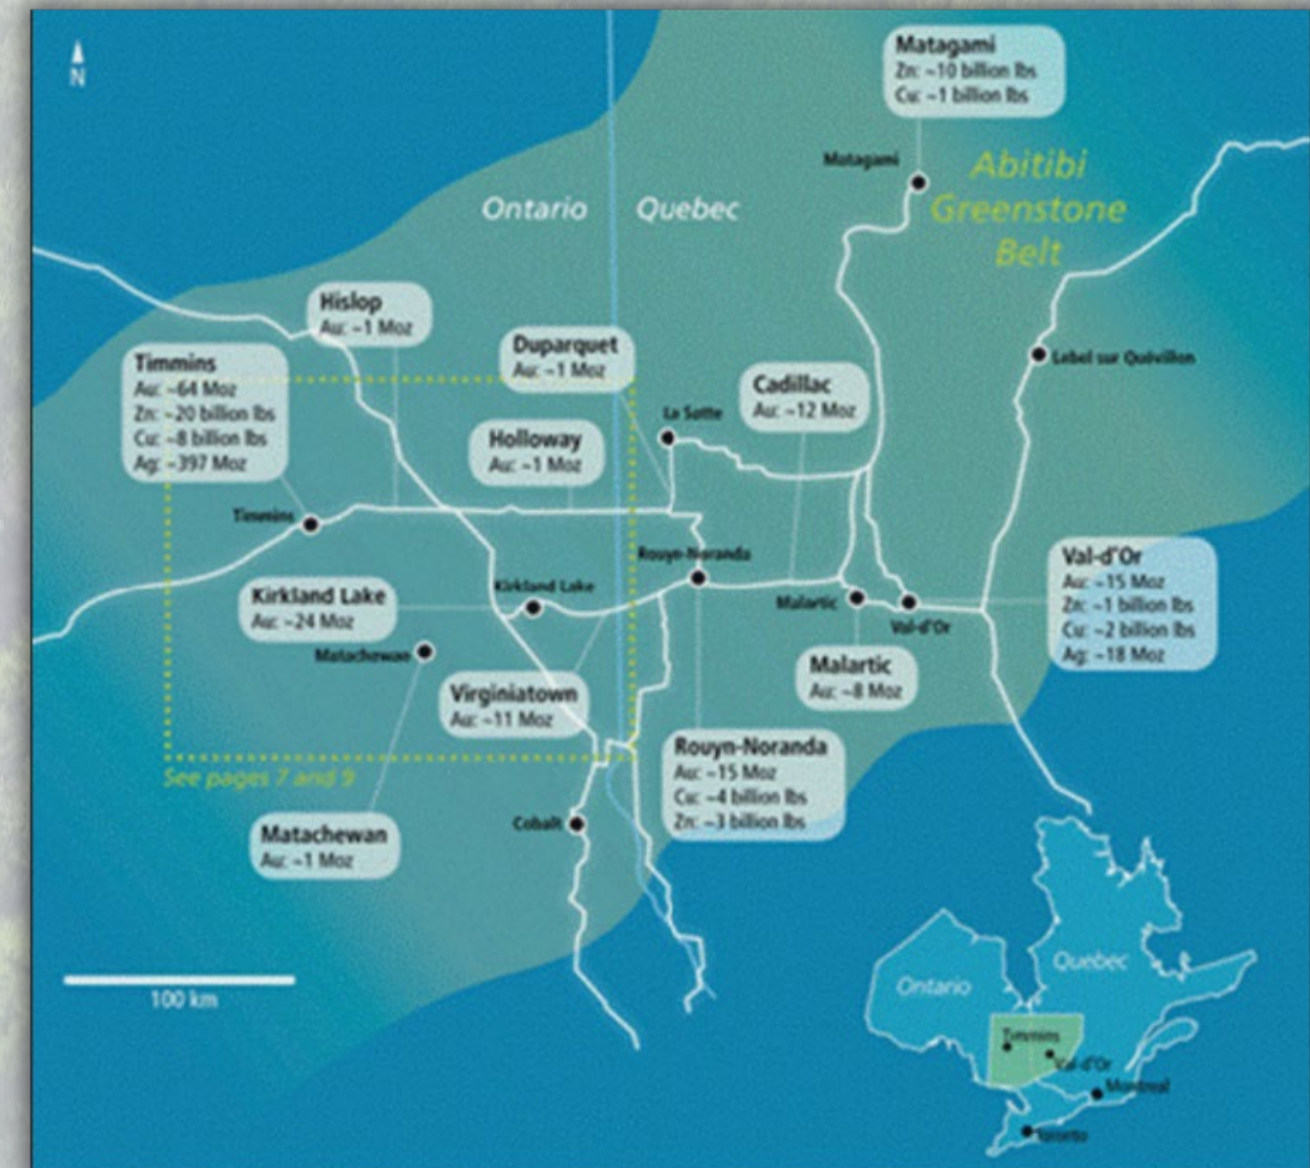 N
Matagami
Zn: ~10 billion lbs
Cu: ~1 billion lbs
Matagami
Abitibi
Greenstone
Belt
Ontario
Quebec
Hislop
Au: ~1 Moz
Duparquet
Au: ~1 Moz
Timmins
Au: ~64 Moz
Zn: ~20 billion lbs
Cu: ~8 billion lbs
Ag: ~397 Moz
Lebel sur Quévillon
Cadillac
Au: ~12 Moz
La Sotte
Holloway
Au: ~1 Moz
Timmins
Rouyn-Noranda
Val-d'Or
Au: ~15 Moz
Zn: ~1 billion lbs
Cu: ~2 billion lbs
Ag: ~18 Moz
Kirkland Lake
Kirkland Lake
Au: ~24 Moz
Malartic
Val-d'Or
Matachewan
Malartic
Au: ~8 Moz
Virginiatown
Au: ~11 Moz
Rouyn-Noranda
Au: ~15 Moz
Cu: ~4 billion lbs
Zn: ~3 billion lbs
See pages 7 and 9
Cobalt
Matachewan
Au: ~1 Moz
100 km
Ontario
Quebec
Timmins
Val-d'Or
Montreal
Toronto